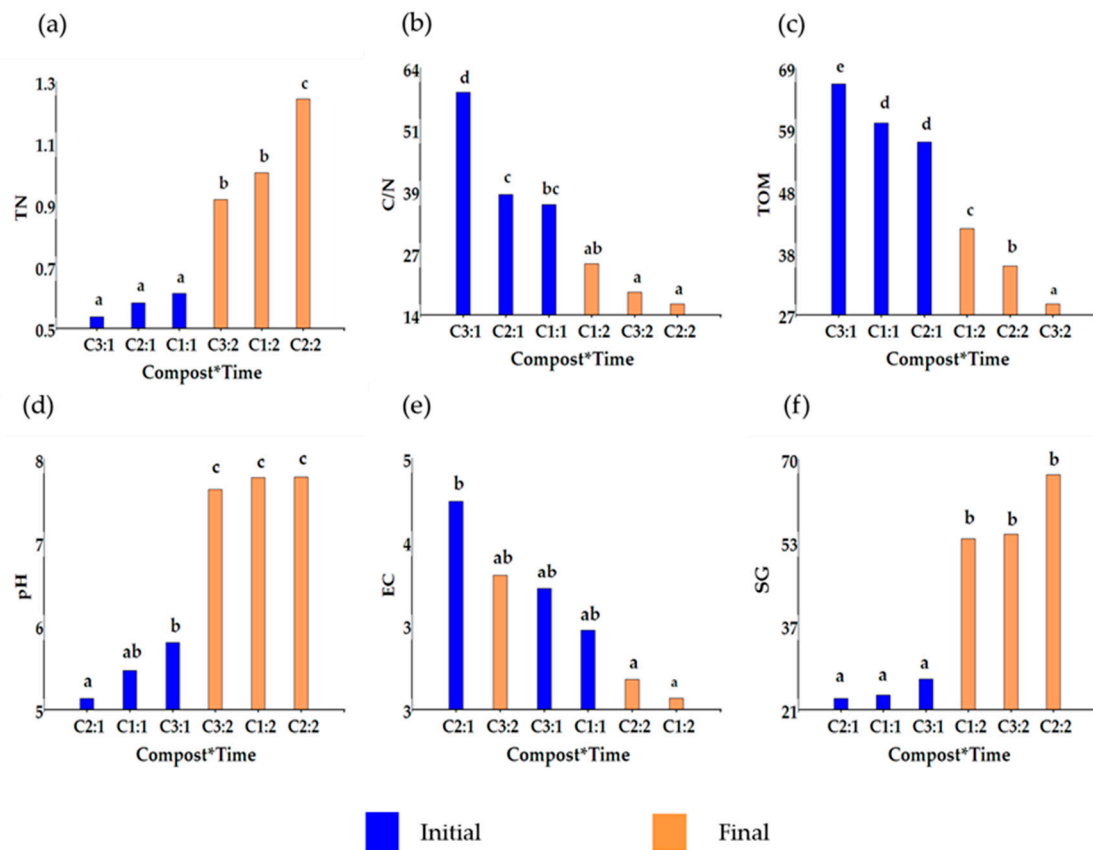 (a)
TN
1.3
1.1
0.9
0.7
0.5
a
a
a
b
b
c
C3:1 C2:1 C1:1 C3:2 C1:2 C2:2
Compost*Time
(b)
C/N
64
51
39
27
14
d
c
bc
ab
a
a
C3:1 C2:1 C1:1 C1:2 C3:2 C2:2
Compost*Time
(c)
TOM
69
59
48
38
27
e
d
d
c
b
a
C3:1 C1:1 C2:1 C1:2 C2:2 C3:2
Compost*Time
(d)
pH
8
7
6
5
a
ab
b
c
c
c
C2:1 C1:1 C3:1 C3:2 C1:2 C2:2
Compost*Time
(e)
EC
5
4
3
3
b
ab
ab
ab
a
a
C2:1 C3:2 C3:1 C1:1 C2:2 C1:2
Compost*Time
(f)
SG
70
53
37
21
a
a
a
b
b
b
C2:1 C1:1 C3:1 C1:2 C3:2 C2:2
Compost*Time
Initial
Final